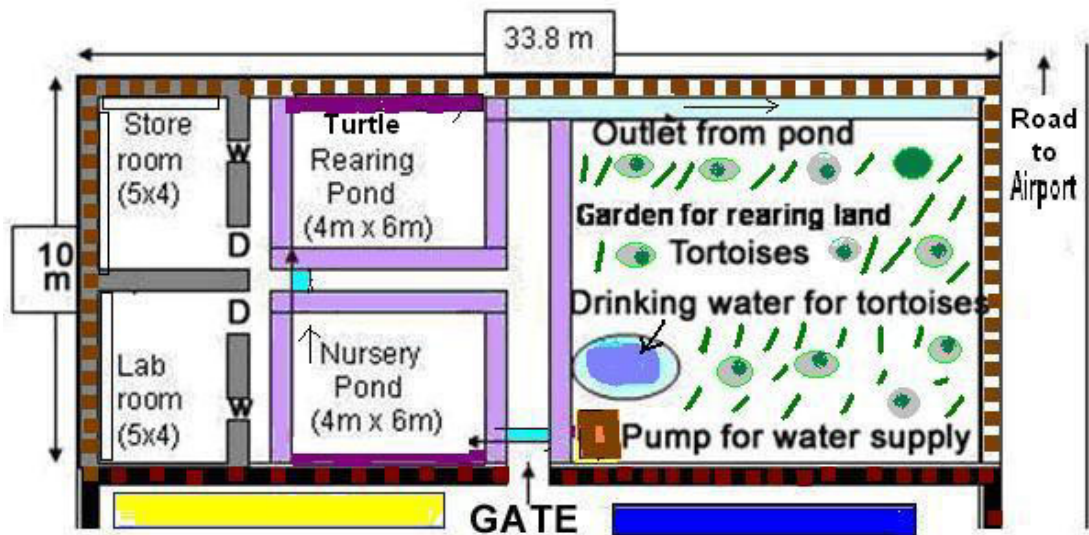 33.8 m
10
m
Road
to
Airport
Store
room
(5x4)
W
D
Turtle
Rearing
Pond
(4m x 6m)
Outlet from pond
Garden for rearing land
Tortoises
Drinking water for tortoises
D
Lab
room
(5x4)
W
Nursery
Pond
(4m x 6m)
Pump for water supply
GATE